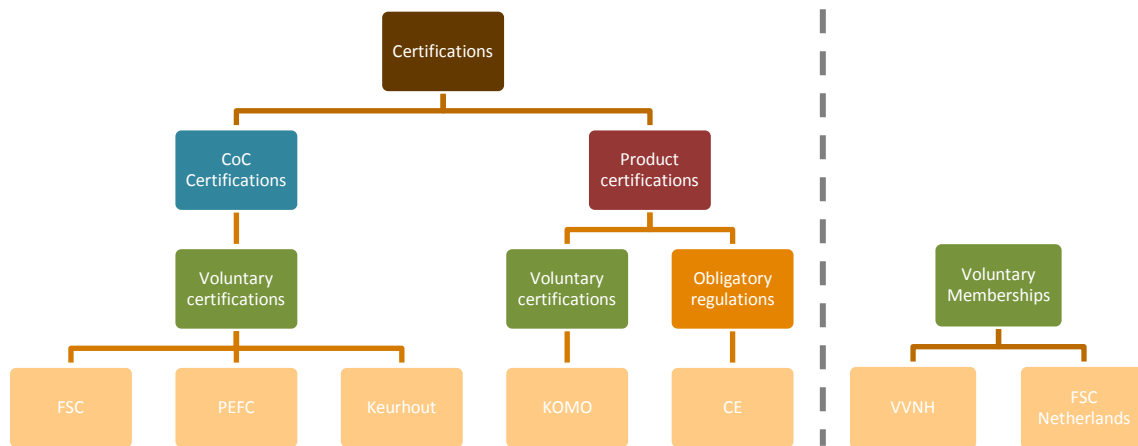 Certifications
CoC
Certifications
Product
certifications
Voluntary
certifications
Voluntary
certifications
Obligatory
regulations
Voluntary
Memberships
FSC
PEFC
Keurhout
KOMO
CE
VVNH
FSC
Netherlands